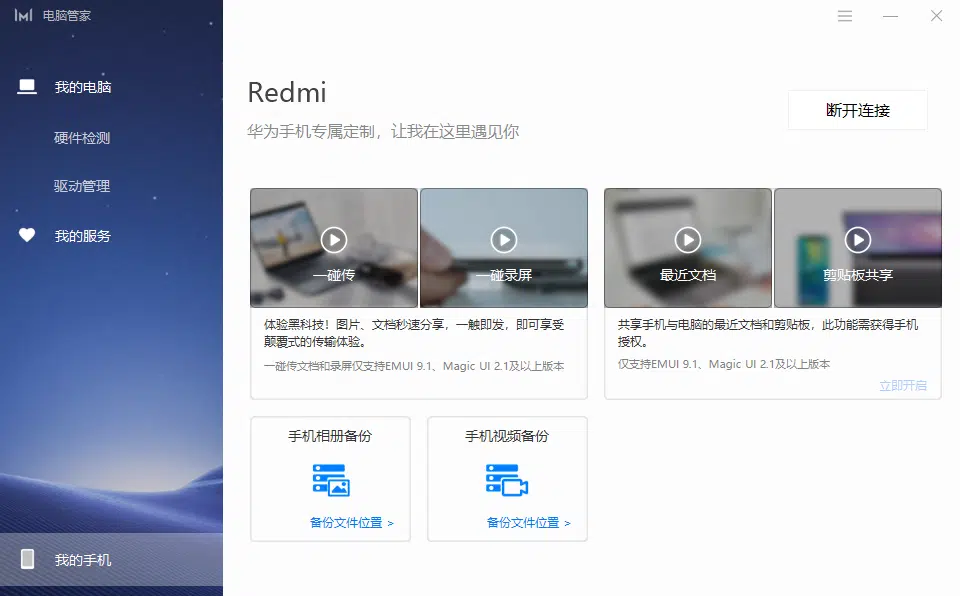 电脑管家
我的电脑
硬件检测
驱动管理
我的服务
我的手机
Redmi
华为手机专属定制，让我在这里遇见你
断开连接
一碰传
一碰录屏
体验黑科技！图片、文档秒速分享，一触即发，即可享受
颠覆式的传输体验。
一碰传文档和录屏仅支持EMUI 9.1、Magic UI 2.1及以上版本
最近文档
剪贴板共享
共享手机与电脑的最近文档和剪贴板，此功能需获得手机
授权。
仅支持EMUI 9.1、Magic UI 2.1及以上版本
立即开启
手机相册备份
备份文件位置 >
手机视频备份
备份文件位置 >